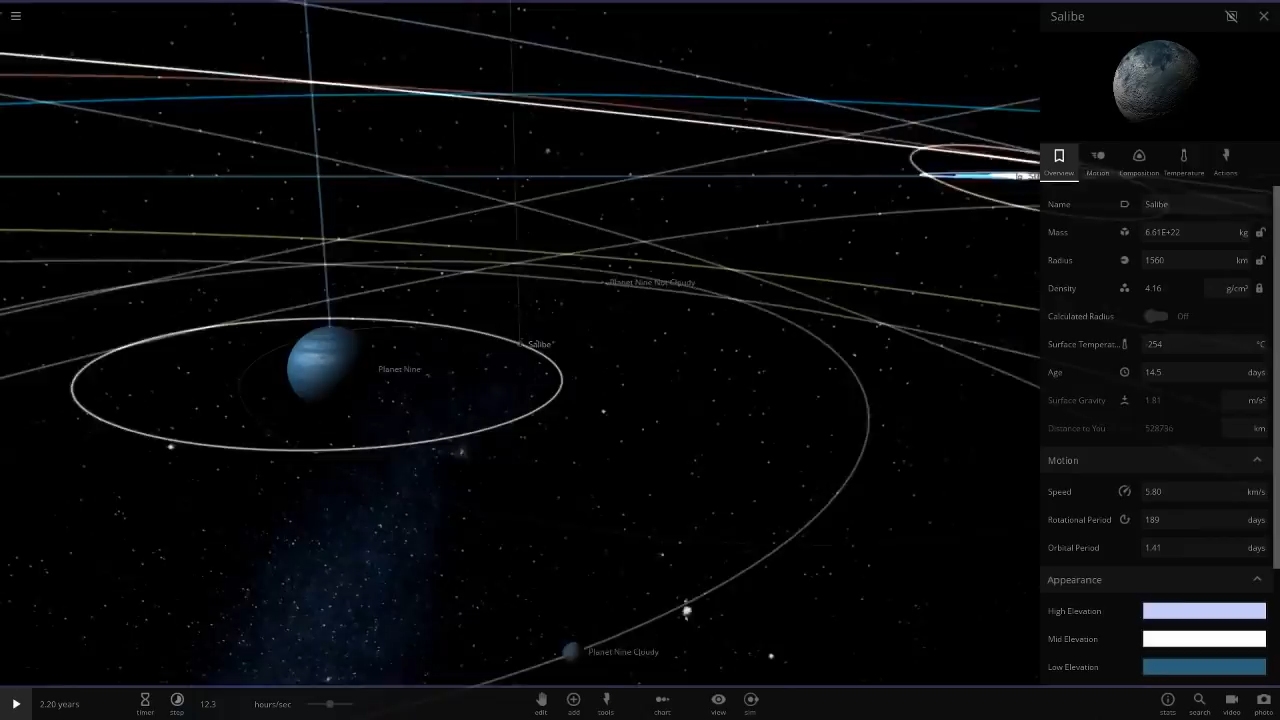 Salibe
Overview Motion Composition Temperature Actions
Name Salibe
Mass 6.61E+22 kg
Radius 1560 km
Density 4.16 g/cm³
Calculated Radius Off
Surface Temperat... -254 °C
Age 14.5 days
Surface Gravity 1.81 m/s²
Distance to You km
Motion
Speed 5.80 km/s
Rotational Period 189 days
Orbital Period 1.41 days
Appearance
High Elevation
Mid Elevation
Low Elevation
Planet Nine Not Cloudy
Salibe
Planet Nine
Planet Nine Cloudy
2.20 years timer step 12.3 hours/sec edit add tools chart view sim stats search video photo